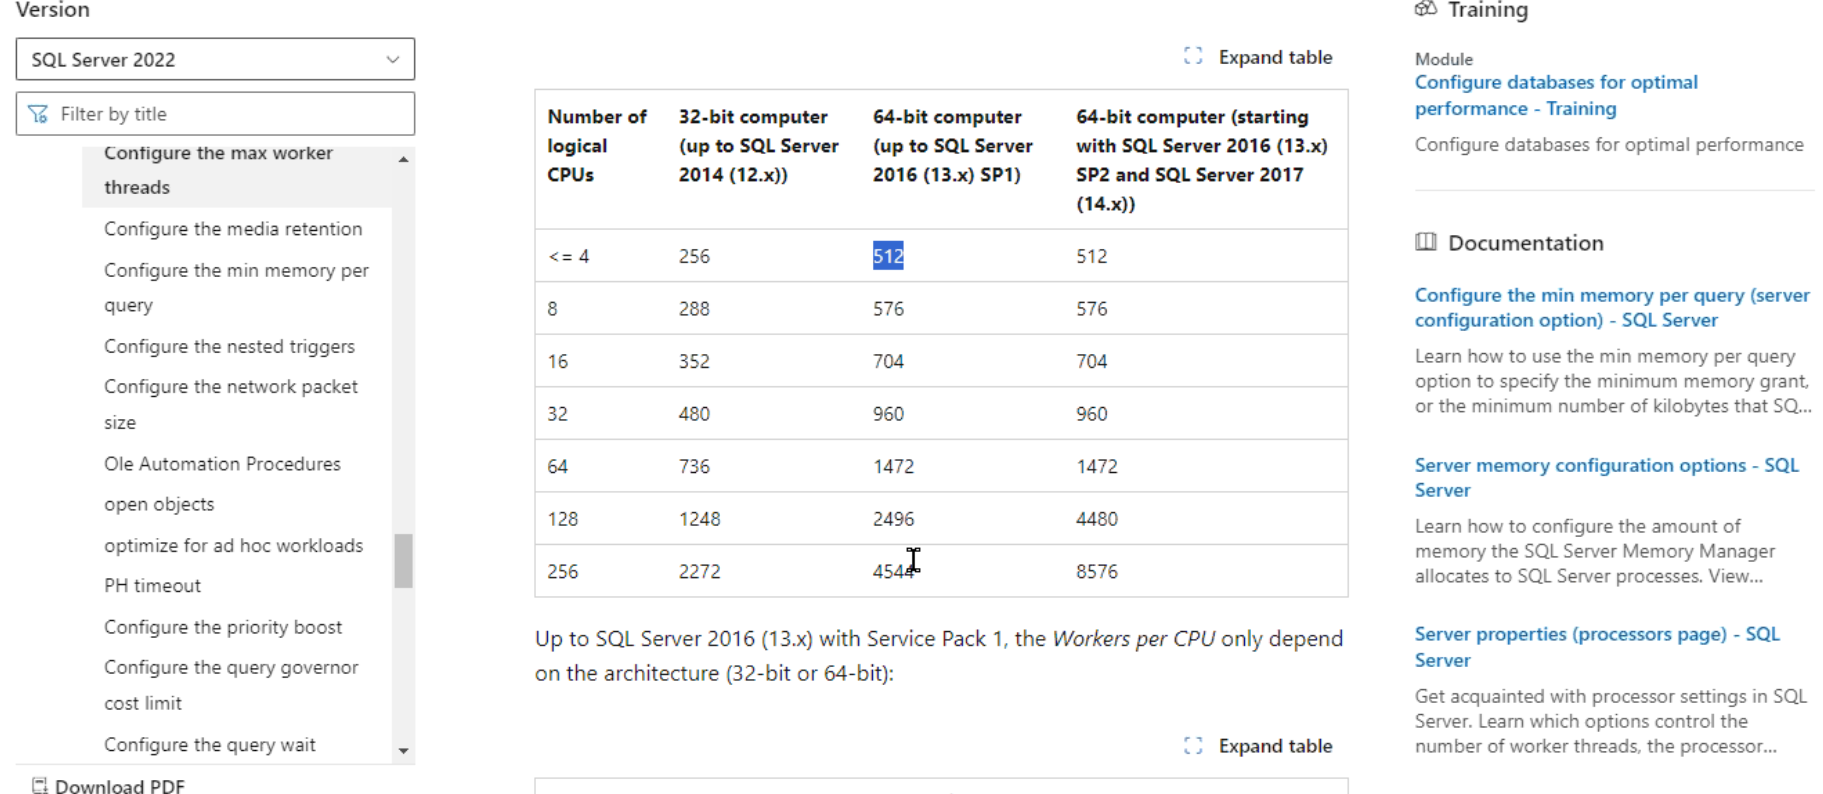 Version
SQL Server 2022
Filter by title
Configure the max worker
threads
Configure the media retention
Configure the min memory per
query
Configure the nested triggers
Configure the network packet
size
Ole Automation Procedures
open objects
optimize for ad hoc workloads
PH timeout
Configure the priority boost
Configure the query governor
cost limit
Configure the query wait
Download PDF
Expand table
Number of logical CPUs 32-bit computer (up to SQL Server 2014 (12.x)) 64-bit computer (up to SQL Server 2016 (13.x) SP1) 64-bit computer (starting with SQL Server 2016 (13.x) SP2 and SQL Server 2017 (14.x))
<= 4 256 512 512
8 288 576 576
16 352 704 704
32 480 960 960
64 736 1472 1472
128 1248 2496 4480
256 2272 4544 8576
Up to SQL Server 2016 (13.x) with Service Pack 1, the Workers per CPU only depend
on the architecture (32-bit or 64-bit):
Expand table
Training
Module
Configure databases for optimal
performance - Training
Configure databases for optimal performance
Documentation
Configure the min memory per query (server
configuration option) - SQL Server
Learn how to use the min memory per query
option to specify the minimum memory grant,
or the minimum number of kilobytes that SQ...
Server memory configuration options - SQL
Server
Learn how to configure the amount of
memory the SQL Server Memory Manager
allocates to SQL Server processes. View...
Server properties (processors page) - SQL
Server
Get acquainted with processor settings in SQL
Server. Learn which options control the
number of worker threads, the processor...